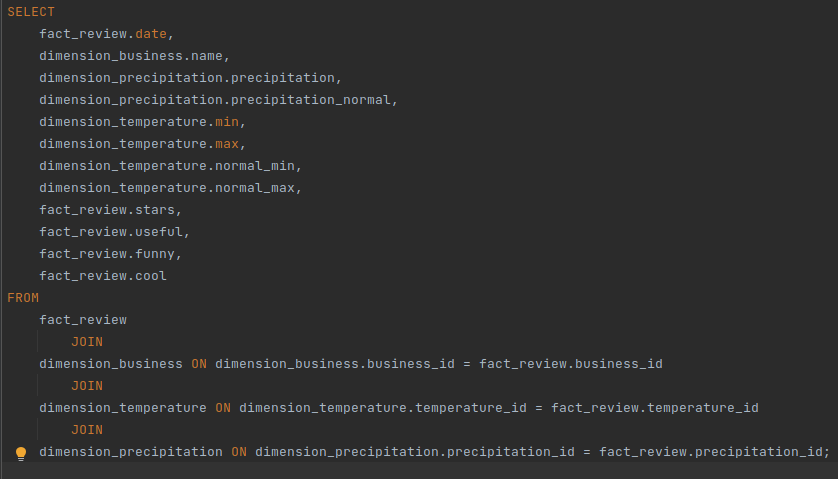 SELECT
fact_review.date,
dimension_business.name,
dimension_precipitation.precipitation,
dimension_precipitation.precipitation_normal,
dimension_temperature.min,
dimension_temperature.max,
dimension_temperature.normal_min,
dimension_temperature.normal_max,
fact_review.stars,
fact_review.useful,
fact_review.funny,
fact_review.cool
FROM
fact_review
JOIN
dimension_business ON dimension_business.business_id = fact_review.business_id
JOIN
dimension_temperature ON dimension_temperature.temperature_id = fact_review.temperature_id
JOIN
dimension_precipitation ON dimension_precipitation.precipitation_id = fact_review.precipitation_id;